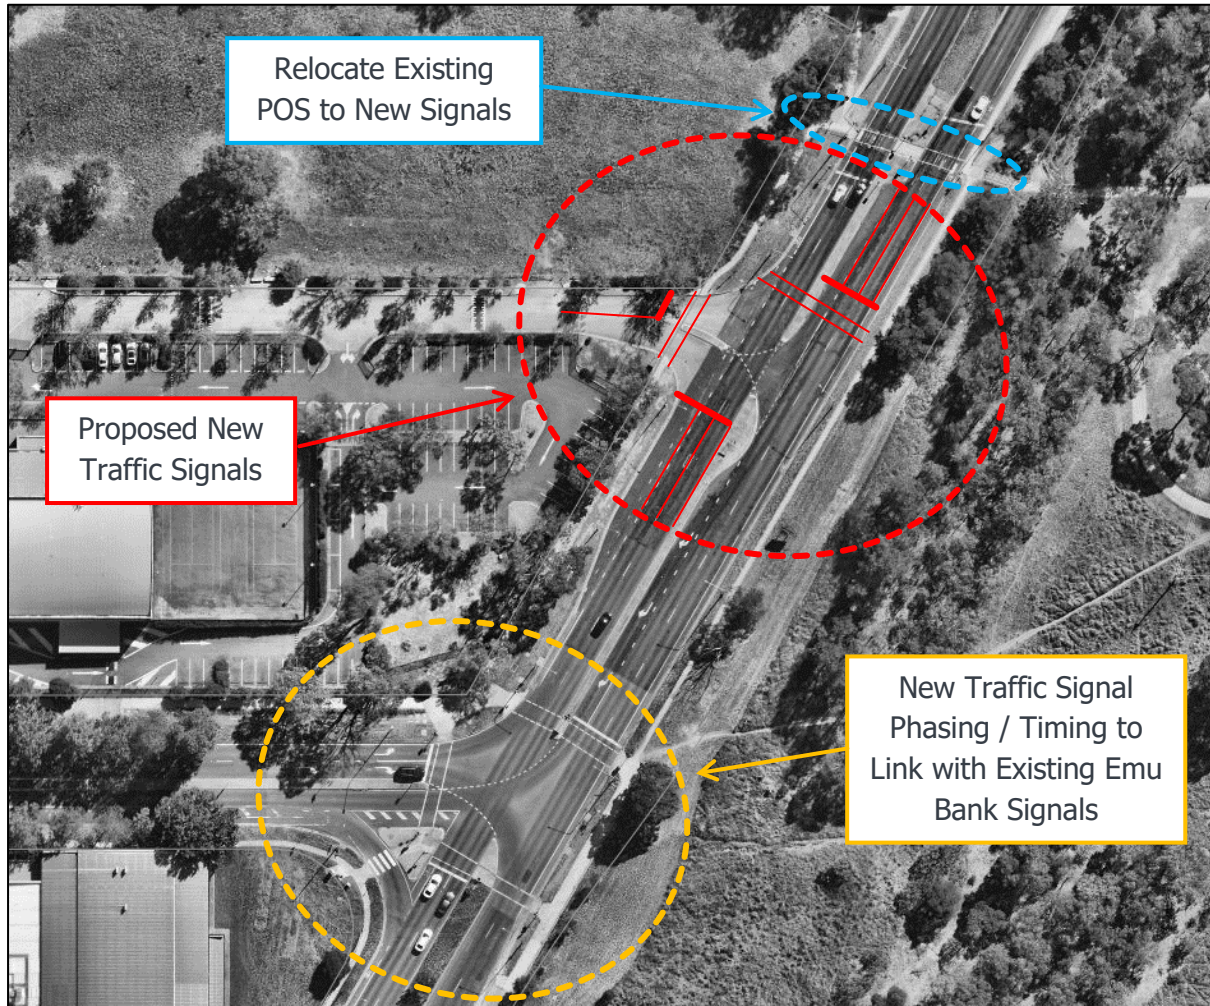 Relocate Existing
POS to New Signals
Proposed New
Traffic Signals
New Traffic Signal
Phasing / Timing to
Link with Existing Emu
Bank Signals